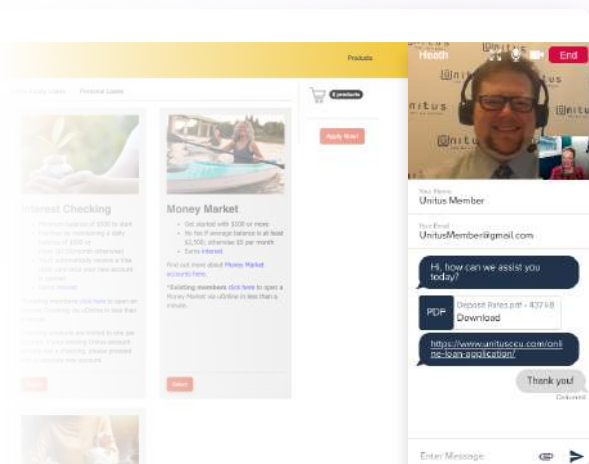 Products
Equity Loans Personal Loans
0 products
Apply Now!
Interest Checking
Money Market
• Get started with $100 or more
• No fee if average balance is at least
$2,500; otherwise $5 per month
• Earns interest
Find out more about Money Market
accounts here.
*Existing members click here to open a
Money Market via uOnline in less than a
minute.
Select
Select
Heath
End
Unitus
Your Name
Unitus Member
Your Email
UnitusMember@gmail.com
Hi, how can we assist you
today?
PDF
Deposit Rates.pdf • 437 kB
Download
https://www.unitusccu.com/onli
ne-loan-application/
Thank you!
Delivered
Enter Message